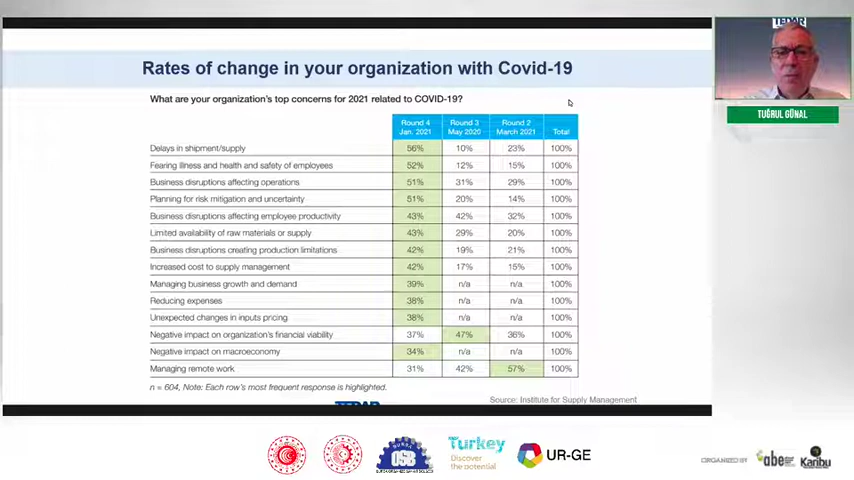 TEDAR
Rates of change in your organization with Covid-19
TUĞRUL GÜNAL
What are your organization's top concerns for 2021 related to COVID-19?
Round 4 Jan. 2021 Round 3 May 2020 Round 2 March 2021 Total
Delays in shipment/supply 56% 10% 23% 100%
Fearing illness and health and safety of employees 52% 12% 15% 100%
Business disruptions affecting operations 51% 31% 29% 100%
Planning for risk mitigation and uncertainty 51% 20% 14% 100%
Business disruptions affecting employee productivity 43% 42% 32% 100%
Limited availability of raw materials or supply 43% 29% 20% 100%
Business disruptions creating production limitations 42% 19% 21% 100%
Increased cost to supply management 42% 17% 15% 100%
Managing business growth and demand 39% n/a n/a 100%
Reducing expenses 38% n/a n/a 100%
Unexpected changes in inputs pricing 38% n/a n/a 100%
Negative impact on organization's financial viability 37% 47% 36% 100%
Negative impact on macroeconomy 34% n/a n/a 100%
Managing remote work 31% 42% 57% 100%
n = 604, Note: Each row's most frequent response is highlighted.
Source: Institute for Supply Management
TEDAR
OSB
Turkey
Discover
the potential
UR-GE
ORGANIZED BY
abe
Karibu